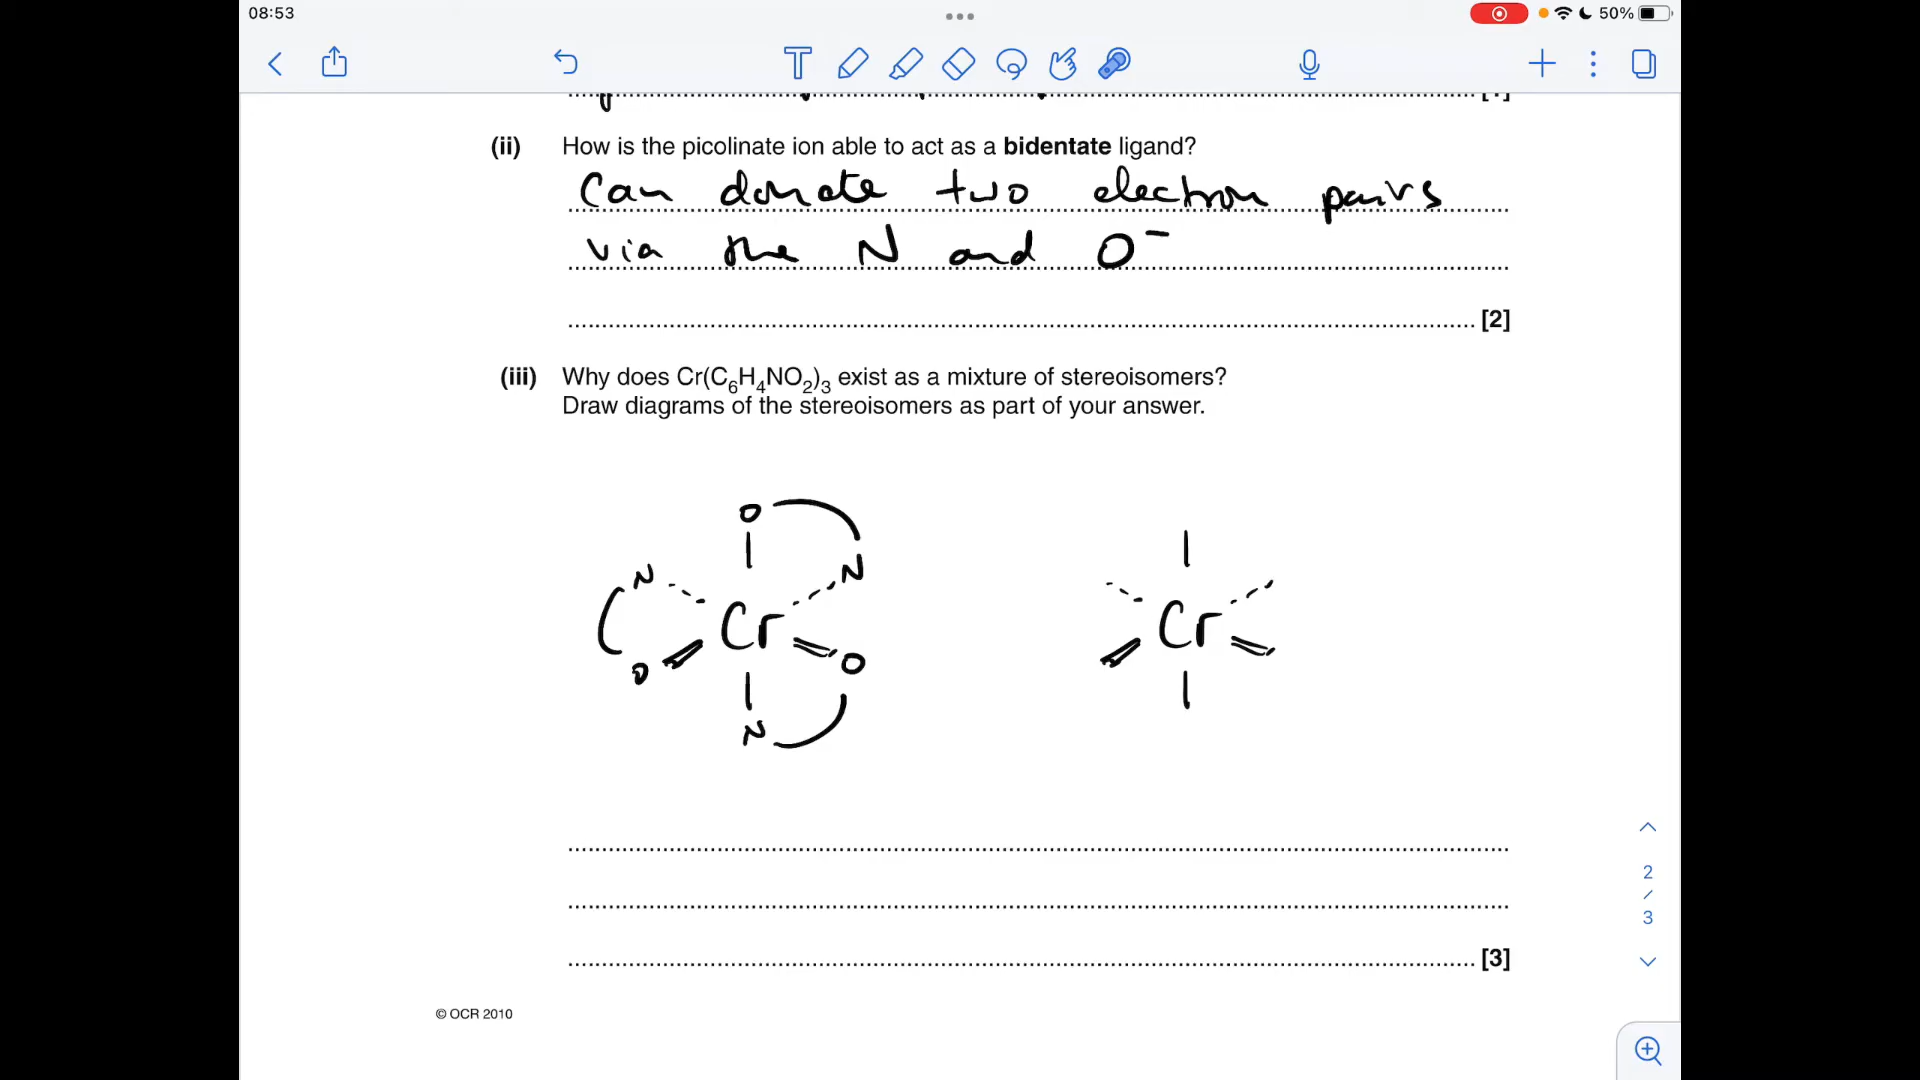 08:53
50%
[1]
(ii) How is the picolinate ion able to act as a bidentate ligand?
Can donate two electron pairs
via the N and O⁻
[2]
(iii) Why does Cr(C₆H₄NO₂)₃ exist as a mixture of stereoisomers?
Draw diagrams of the stereoisomers as part of your answer.
O
N N
Cr Cr
O O
N
2
/
3
[3]
© OCR 2010